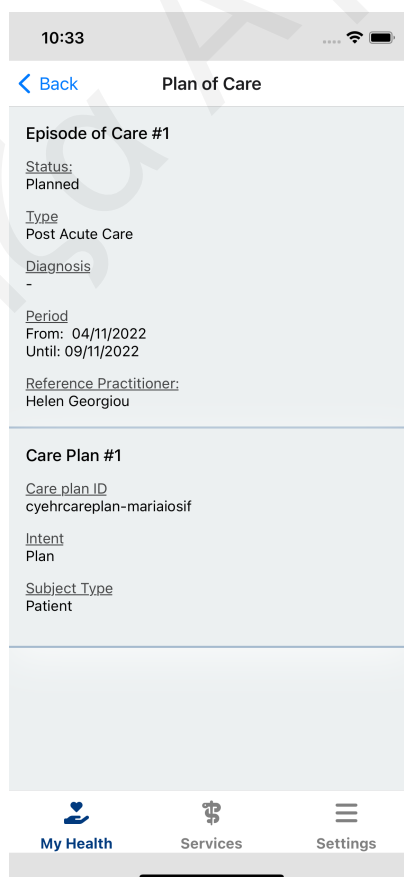 10:33
Back
Plan of Care
Episode of Care #1
Status:
Planned
Type
Post Acute Care
Diagnosis
-
Period
From: 04/11/2022
Until: 09/11/2022
Reference Practitioner:
Helen Georgiou
Care Plan #1
Care plan ID
cyehrcareplan-mariaiosif
Intent
Plan
Subject Type
Patient
My Health
Services
Settings